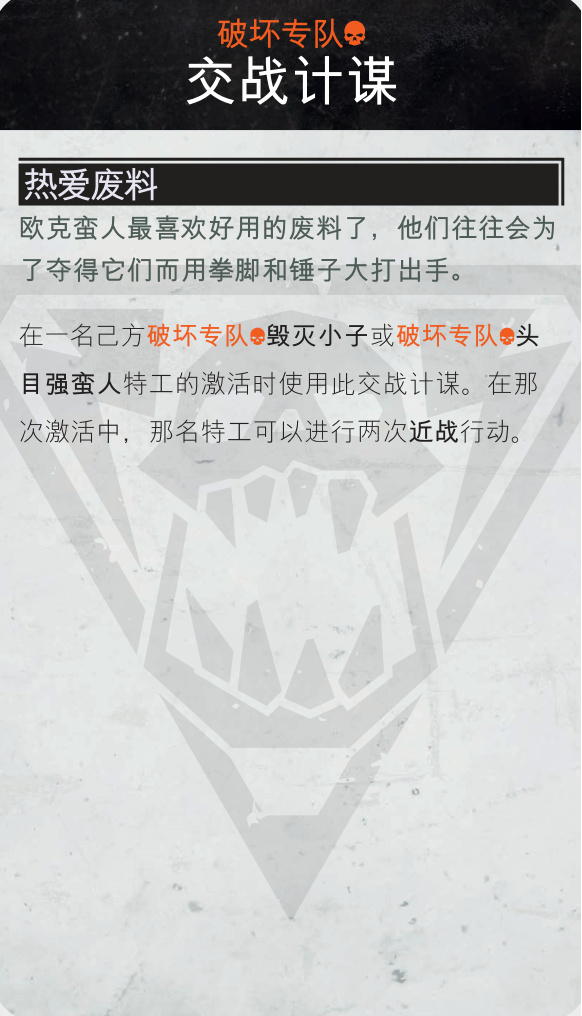 破坏专队
交战计谋
热爱废料
欧克蛮人最喜欢好用的废料了，他们往往会为
了夺得它们而用拳脚和锤子大打出手。
在一名己方破坏专队毁灭小子或破坏专队头
目强蛮人特工的激活时使用此交战计谋。在那
次激活中，那名特工可以进行两次近战行动。